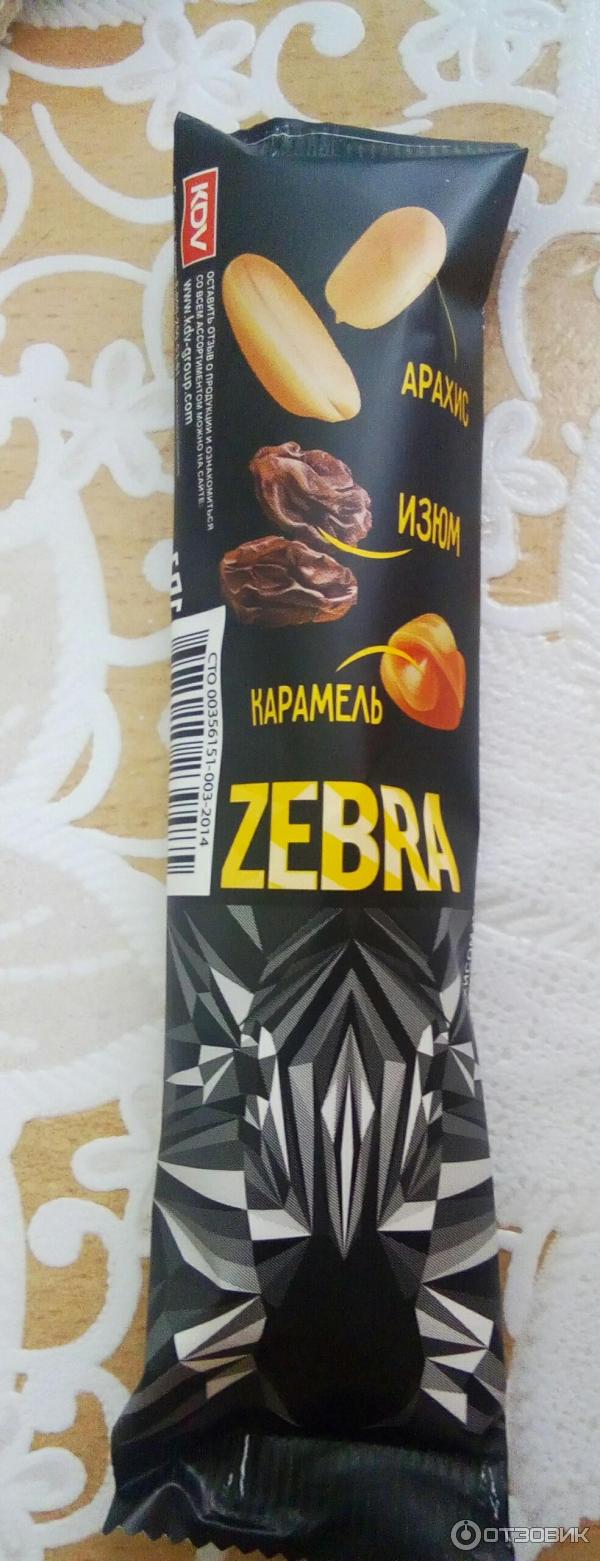 KDV
ОСТАВИТЬ ОТЗЫВ О ПРОДУКЦИИ И ОЗНАКОМИТЬСЯ
СО ВСЕМ АССОРТИМЕНТОМ МОЖНО НА САЙТЕ:
www.kdv-group.com
АРАХИС
ИЗЮМ
КАРАМЕЛЬ
СТО 00356151-003-2014
ZEBRA
ОТЗОВИК